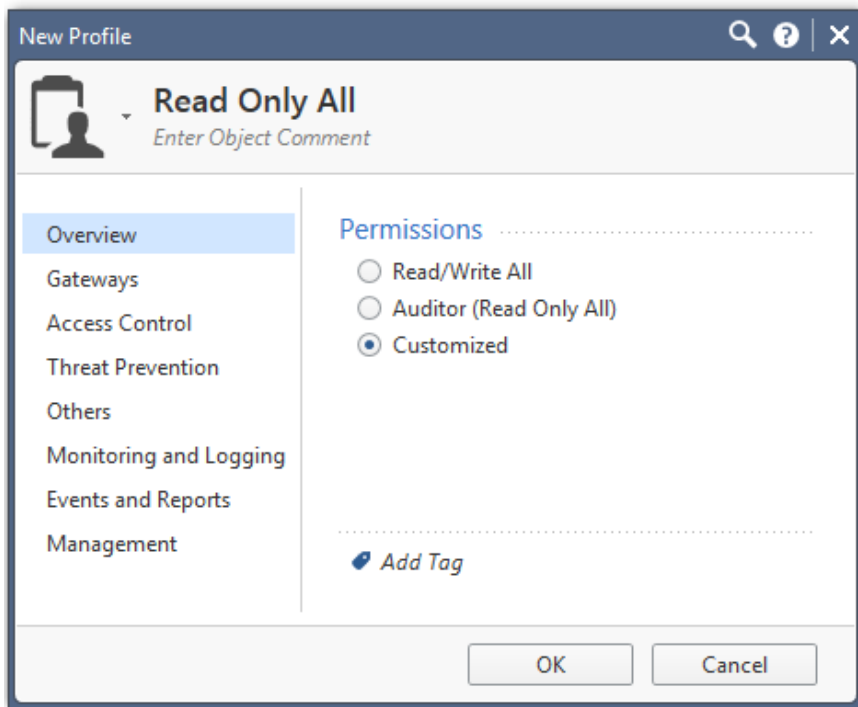 New Profile
Read Only All
Enter Object Comment
Overview
Gateways
Access Control
Threat Prevention
Others
Monitoring and Logging
Events and Reports
Management
Permissions
Read/Write All
Auditor (Read Only All)
Customized
Add Tag
OK
Cancel